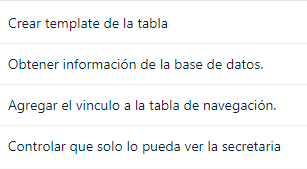 Crear template de la tabla
Obtener información de la base de datos.
Agregar el vinculo a la tabla de navegación.
Controlar que solo lo pueda ver la secretaria